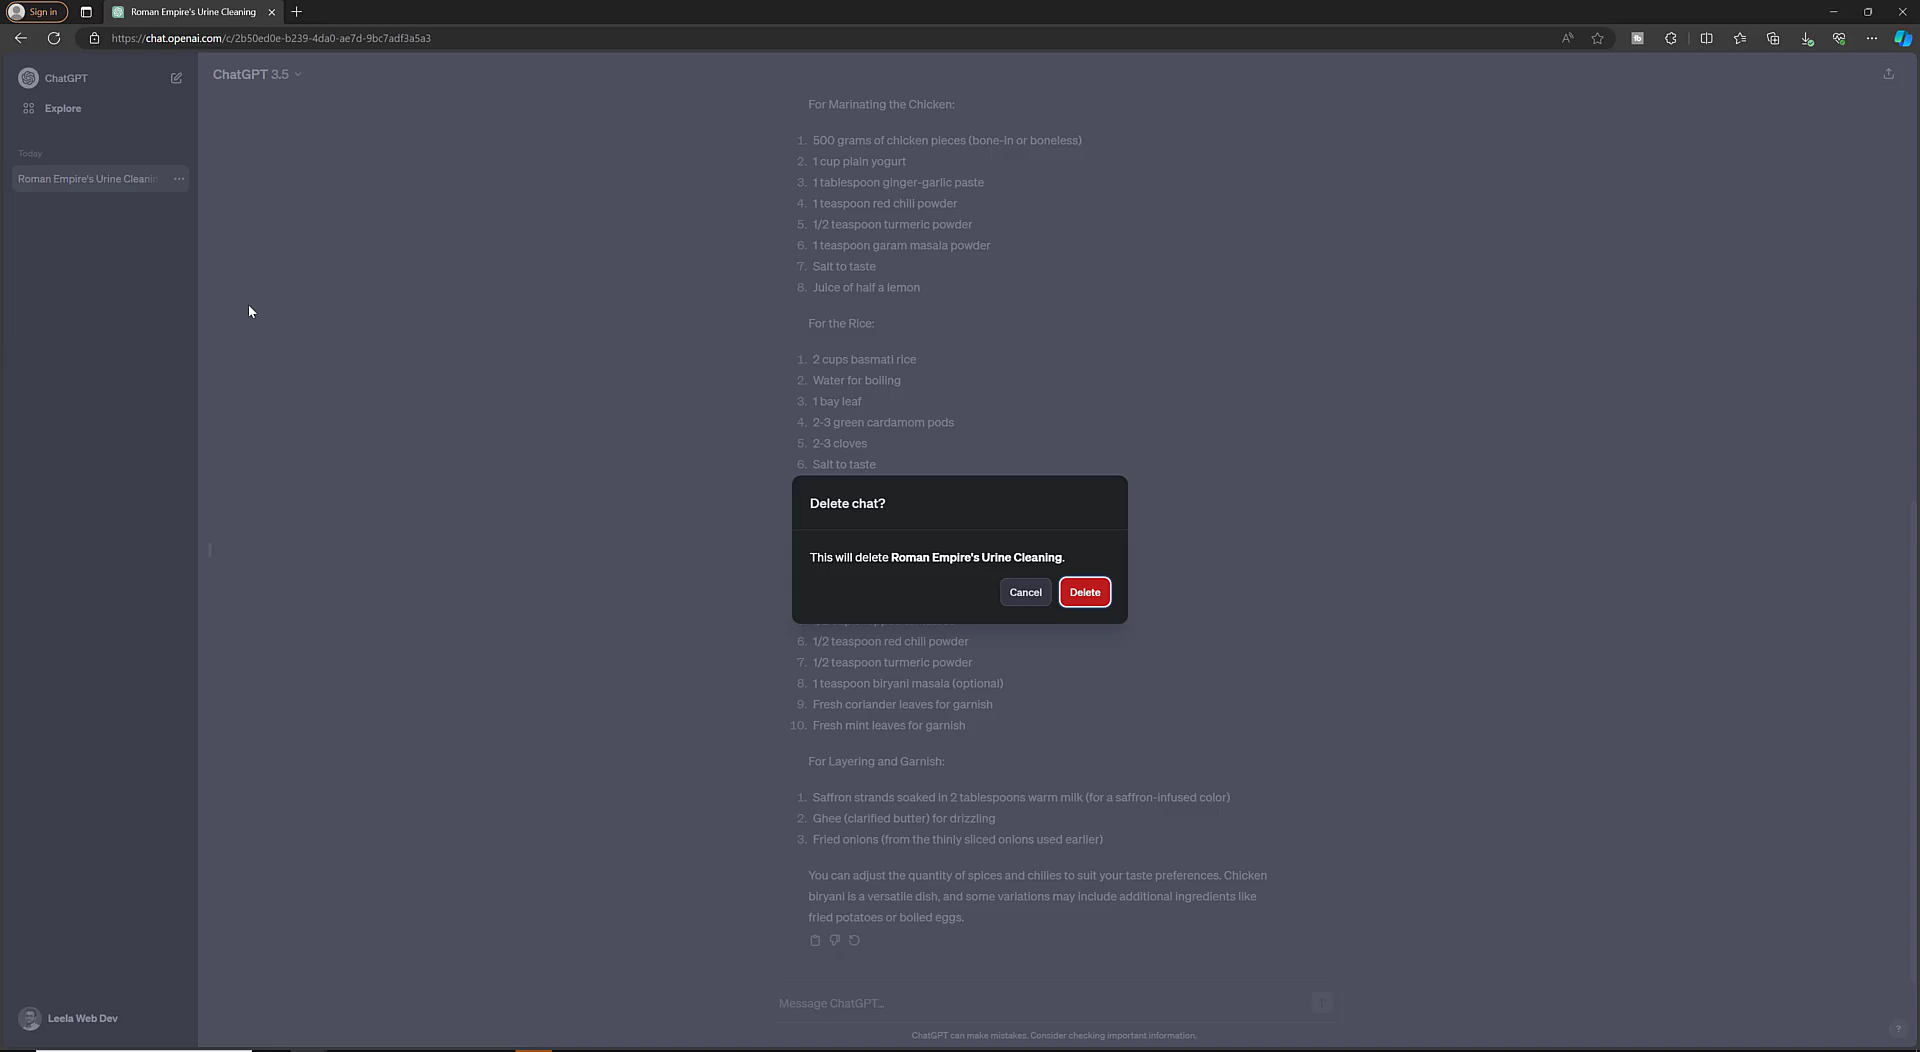 Sign in
Roman Empire's Urine Cleaning
https://chat.openai.com/c/2b50ed0e-b239-4da0-ae7d-9bc7adf3a5a3
ChatGPT
Explore
Today
Roman Empire's Urine Cleanin
Leela Web Dev
ChatGPT 3.5
For Marinating the Chicken:
1. 500 grams of chicken pieces (bone-in or boneless)
2. 1 cup plain yogurt
3. 1 tablespoon ginger-garlic paste
4. 1 teaspoon red chili powder
5. 1/2 teaspoon turmeric powder
6. 1 teaspoon garam masala powder
7. Salt to taste
8. Juice of half a lemon
For the Rice:
1. 2 cups basmati rice
2. Water for boiling
3. 1 bay leaf
4. 2-3 green cardamom pods
5. 2-3 cloves
6. Salt to taste
Delete chat?
This will delete Roman Empire's Urine Cleaning.
Cancel
Delete
6. 1/2 teaspoon red chili powder
7. 1/2 teaspoon turmeric powder
8. 1 teaspoon biryani masala (optional)
9. Fresh coriander leaves for garnish
10. Fresh mint leaves for garnish
For Layering and Garnish:
1. Saffron strands soaked in 2 tablespoons warm milk (for a saffron-infused color)
2. Ghee (clarified butter) for drizzling
3. Fried onions (from the thinly sliced onions used earlier)
You can adjust the quantity of spices and chilies to suit your taste preferences. Chicken
biryani is a versatile dish, and some variations may include additional ingredients like
fried potatoes or boiled eggs.
Message ChatGPT...
ChatGPT can make mistakes. Consider checking important information.
?